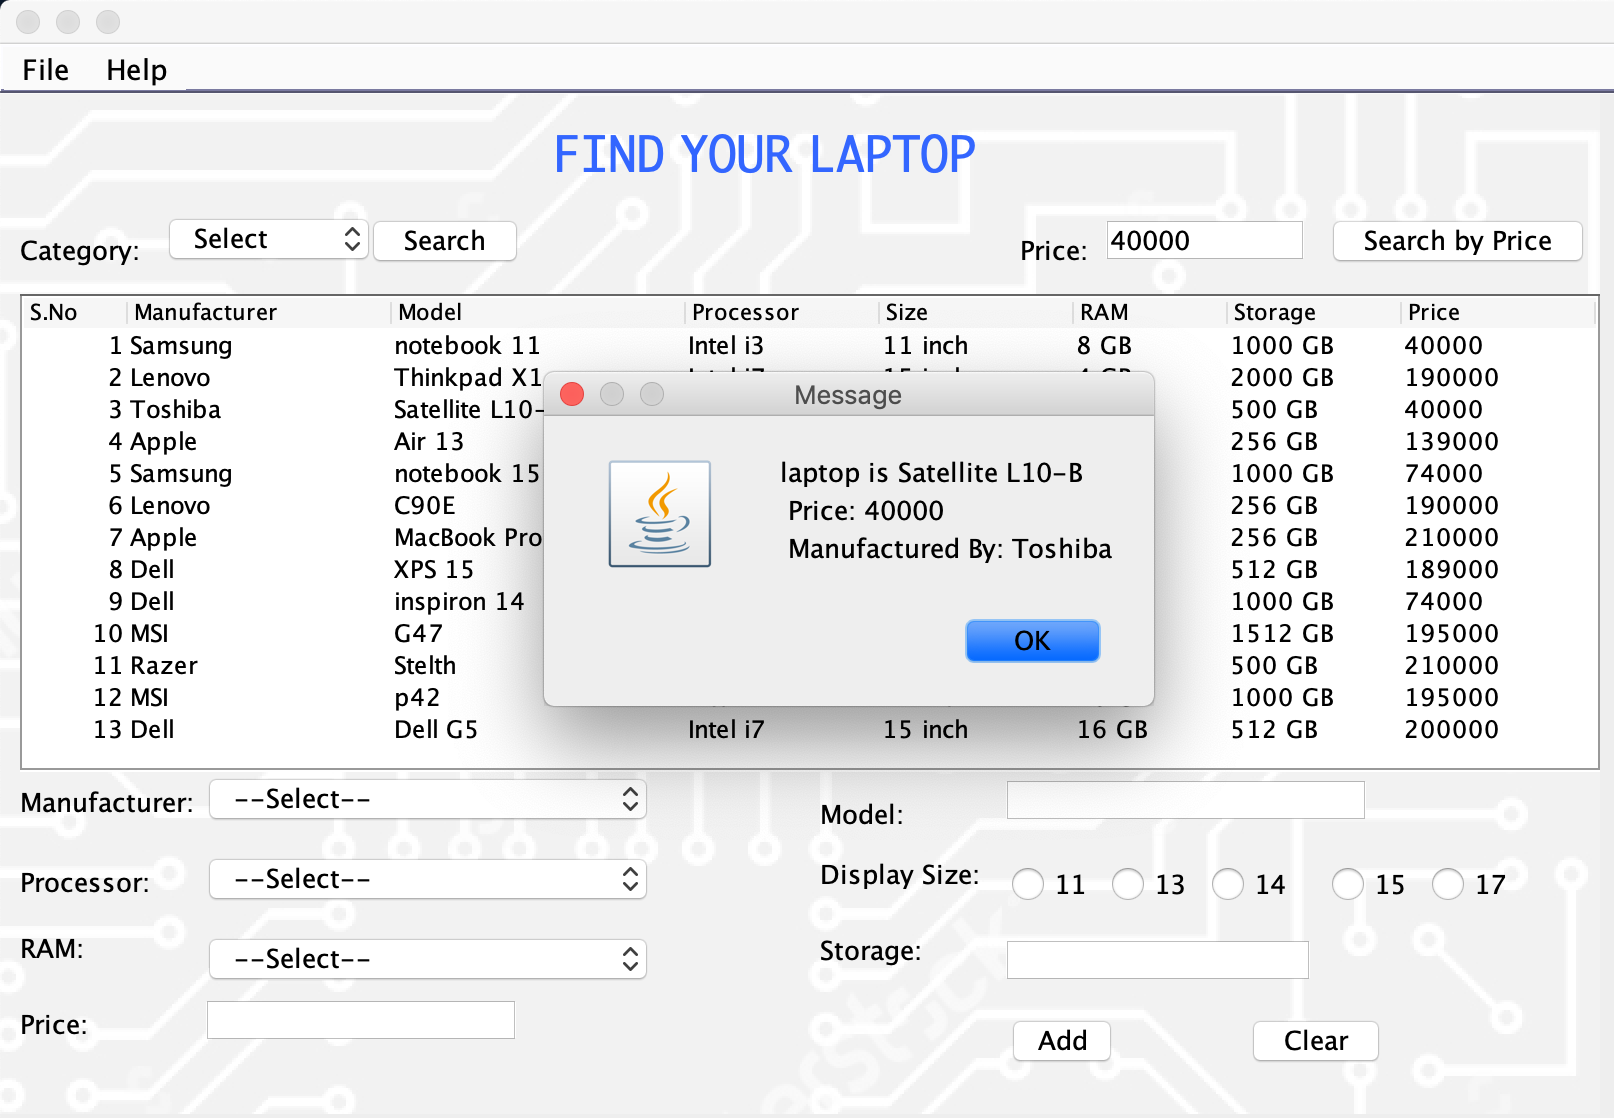 File Help
FIND YOUR LAPTOP
Category: Select Search Price: 40000 Search by Price
S.No Manufacturer Model Processor Size RAM Storage Price
1 Samsung notebook 11 Intel i3 11 inch 8 GB 1000 GB 40000
2 Lenovo Thinkpad X1 2000 GB 190000
3 Toshiba Satellite L10- 500 GB 40000
4 Apple Air 13 256 GB 139000
5 Samsung notebook 15 1000 GB 74000
6 Lenovo C90E 256 GB 190000
7 Apple MacBook Pro 256 GB 210000
8 Dell XPS 15 512 GB 189000
9 Dell inspiron 14 1000 GB 74000
10 MSI G47 1512 GB 195000
11 Razer Stelth 500 GB 210000
12 MSI p42 1000 GB 195000
13 Dell Dell G5 Intel i7 15 inch 16 GB 512 GB 200000
Message
laptop is Satellite L10-B
Price: 40000
Manufactured By: Toshiba
OK
Manufacturer: --Select-- Model:
Processor: --Select-- Display Size: 11 13 14 15 17
RAM: --Select-- Storage:
Price:
Add Clear